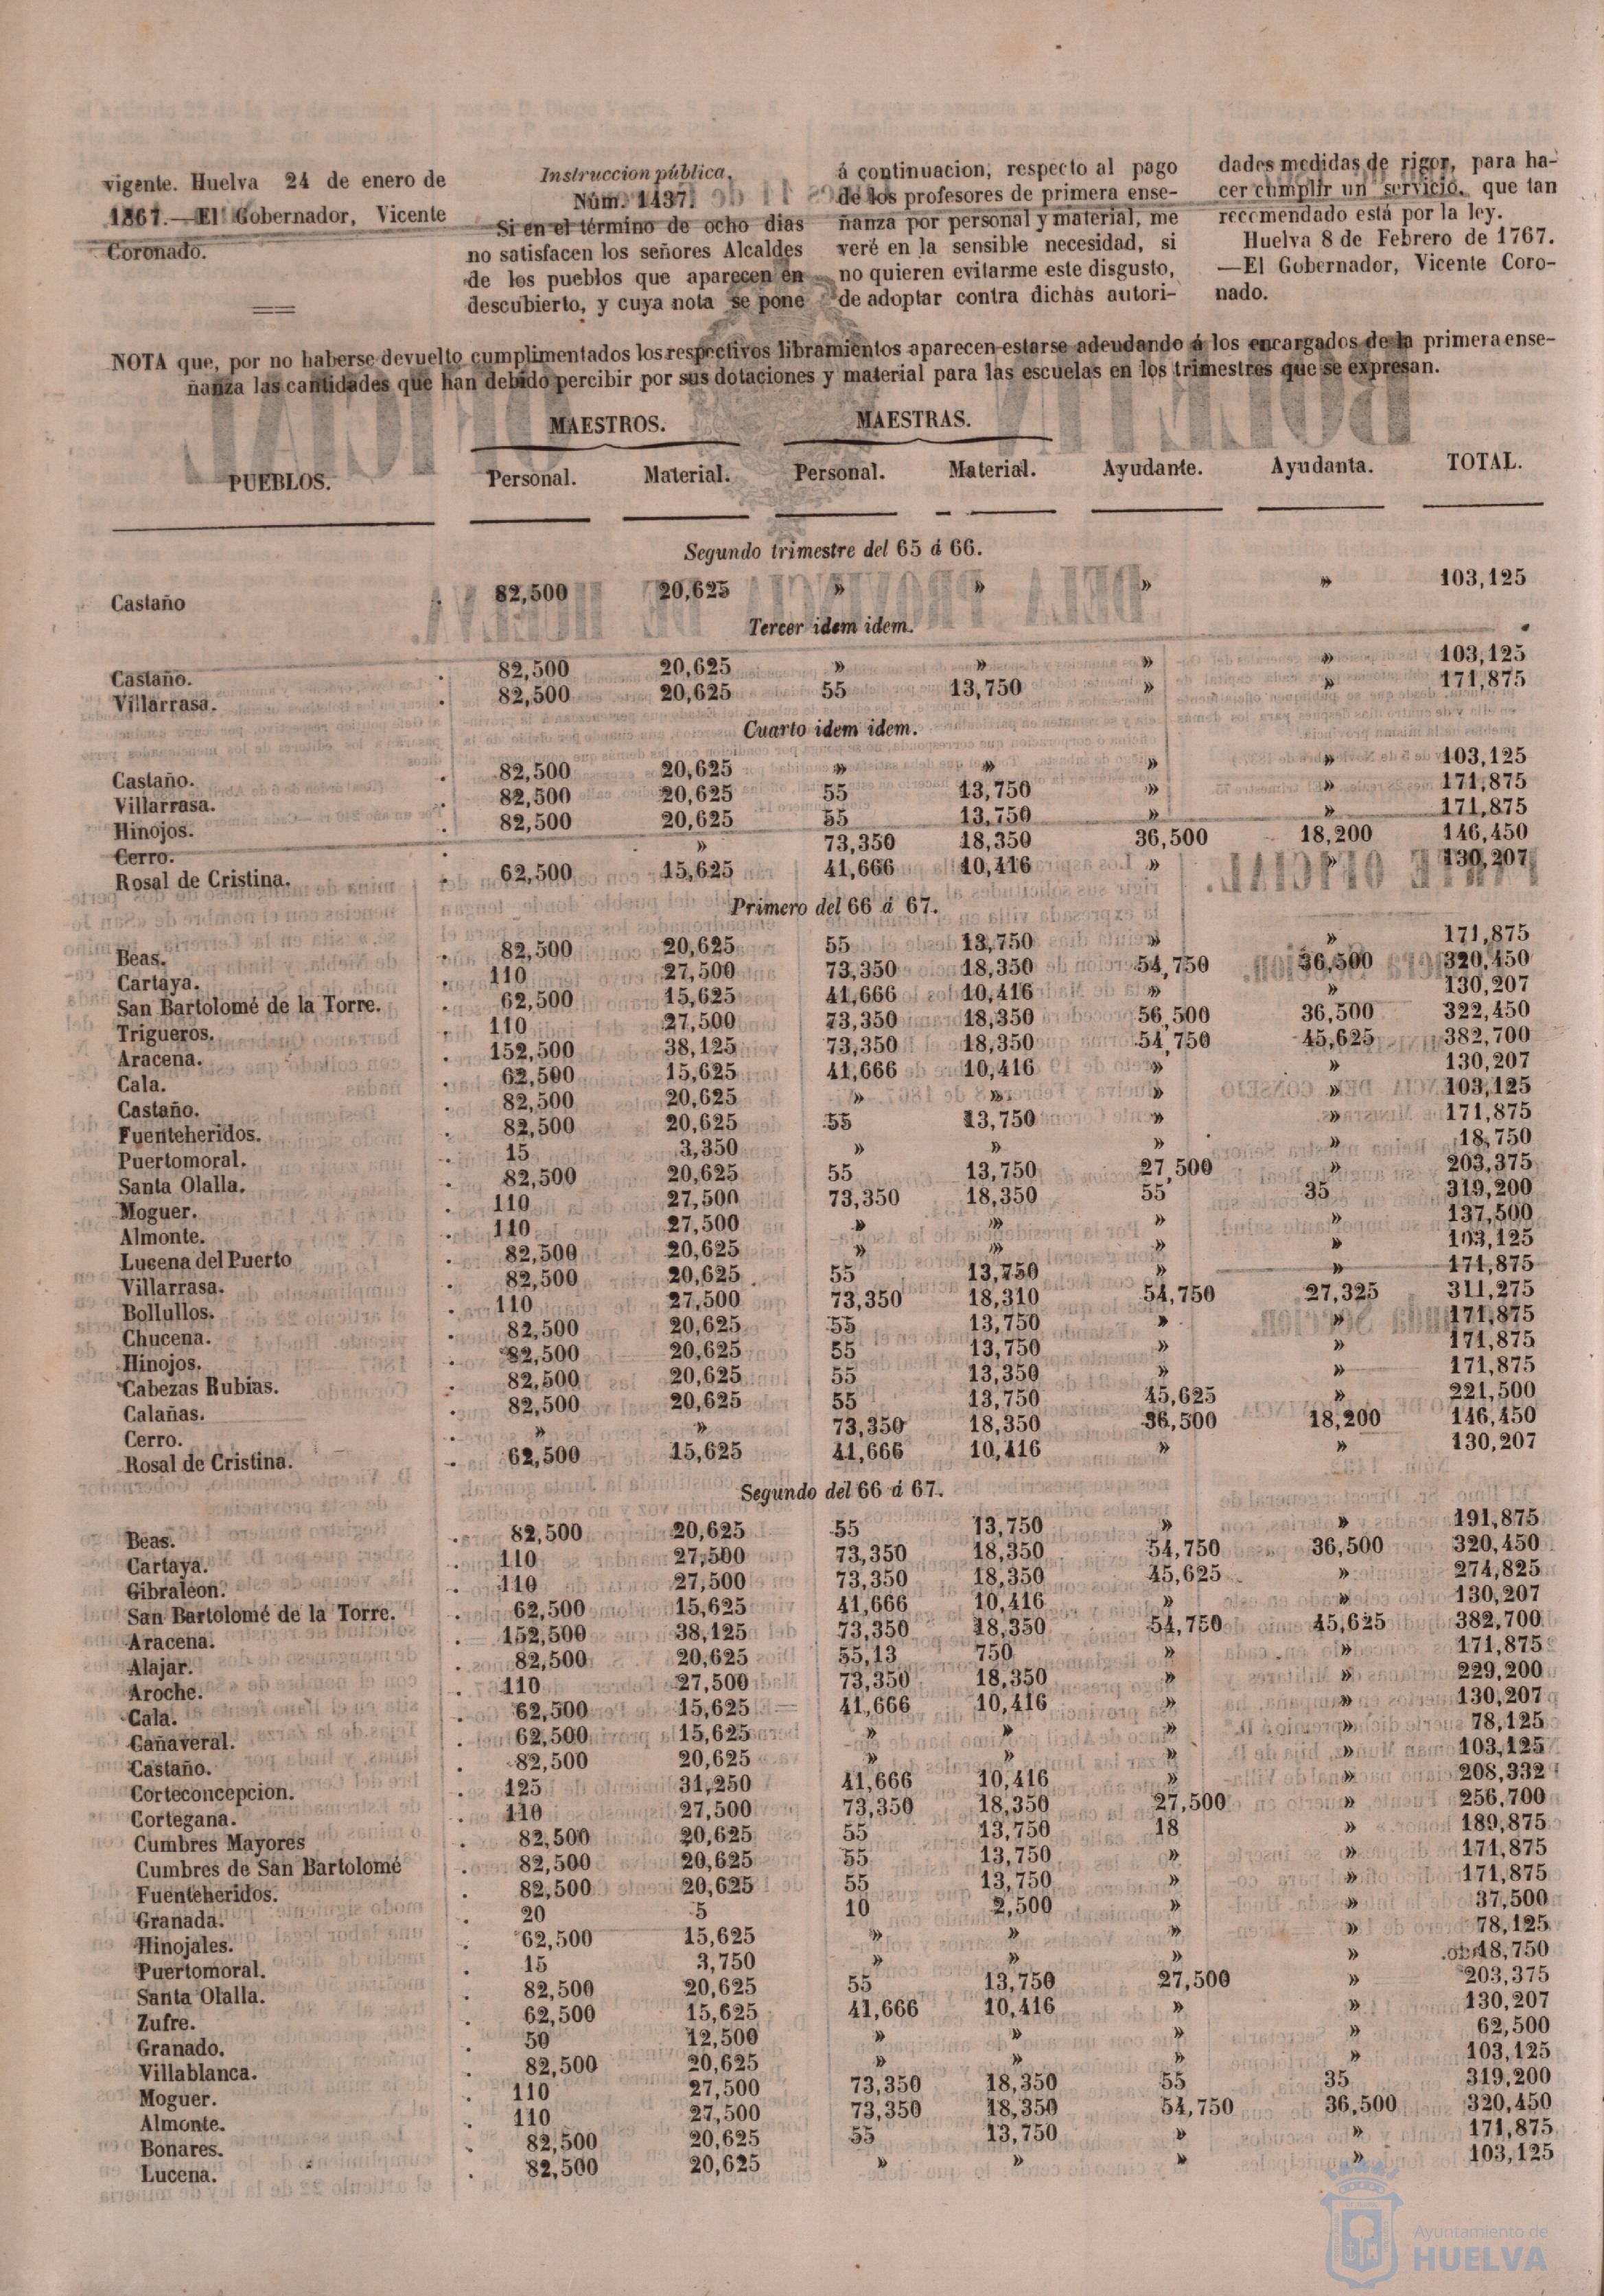 vigente. Huelva 24 de enero de
1867.—El Gobernador, Vicente
Coronado.
Instruccion pública.
Núm. 1437.
Si en el término de ocho dias
no satisfacen los señores Alcaldes
de los pueblos que aparecen en
descubierto, y cuya nota se pone
á continuacion, respecto al pago
de los profesores de primera ense-
ñanza por personal y material, me
veré en la sensible necesidad, si
no quieren evitarme este disgusto,
de adoptar contra dichas autori-
dades medidas de rigor, para ha-
cer cumplir un servicio, que tan
recomendado está por la ley.
Huelva 8 de Febrero de 1767.
—El Gobernador, Vicente Coro-
nado.
NOTA que, por no haberse devuelto cumplimentados los respectivos libramientos aparecen estarse adeudando á los encargados de la primera ense-
ñanza las cantidades que han debido percibir por sus dotaciones y material para las escuelas en los trimestres que se expresan.
MAESTROS. MAESTRAS.
PUEBLOS. Personal. Material. Personal. Material. Ayudante. Ayudanta. TOTAL.
Segundo trimestre del 65 á 66.
Castaño . 82,500 20,625 » » » » 103,125
Tercer idem idem.
Castaño. . 82,500 20,625 » » » » 103,125
Villarrasa. . 82,500 20,625 55 13,750 » » 171,875
Cuarto idem idem.
Castaño. . 82,500 20,625 » » » » 103,125
Villarrasa. . 82,500 20,625 55 13,750 » » 171,875
Hinojos. . 82,500 20,625 55 13,750 » » 171,875
Cerro. . » 73,350 18,350 36,500 18,200 146,450
Rosal de Cristina. . 62,500 15,625 41,666 10,416 » » 130,207
Primero del 66 á 67.
Beas. . 82,500 20,625 55 13,750 » » 171,875
Cartaya. . 110 27,500 73,350 18,350 54,750 36,500 320,450
San Bartolomé de la Torre. . 62,500 15,625 41,666 10,416 » » 130,207
Trigueros. . 110 27,500 73,350 18,350 56,500 36,500 322,450
Aracena. . 152,500 38,125 73,350 18,350 54,750 45,625 382,700
Cala. . 62,500 15,625 41,666 10,416 » » 130,207
Castaño. . 82,500 20,625 » » » » 103,125
Fuenteheridos. . 82,500 20,625 55 13,750 » » 171,875
Puertomoral. . 15 3,350 » » » » 18,750
Santa Olalla. . 82,500 20,625 55 13,750 27,500 » 203,375
Moguer. . 110 27,500 73,350 18,350 55 35 319,200
Almonte. . 110 27,500 » » » » 137,500
Lucena del Puerto . 82,500 20,625 » » » » 103,125
Villarrasa. . 82,500 20,625 55 13,750 » » 171,875
Bollullos. . 110 27,500 73,350 18,310 54,750 27,325 311,275
Chucena. . 82,500 20,625 55 13,750 » » 171,875
Hinojos. . 82,500 20,625 55 13,750 » » 171,875
Cabezas Rubias. . 82,500 20,625 55 13,350 » » 171,875
Calañas. . 82,500 20,625 55 13,750 45,625 » 221,500
Cerro. . » » 73,350 18,350 36,500 18,200 146,450
Rosal de Cristina. . 62,500 15,625 41,666 10,416 » » 130,207
Segundo del 66 á 67.
Beas. . 82,500 20,625 55 13,750 » » 191,875
Cartaya. . 110 27,500 73,350 18,350 54,750 36,500 320,450
Gibraleon. . 110 27,500 73,350 18,350 45,625 » 274,825
San Bartolomé de la Torre. . 62,500 15,625 41,666 10,416 » » 130,207
Aracena. . 152,500 38,125 73,350 18,350 54,750 45,625 382,700
Alajar. . 82,500 20,625 55,13 750 » » 171,875
Aroche. . 110 27,500 73,350 18,350 » » 229,200
Cala. . 62,500 15,625 41,666 10,416 » » 130,207
Cañaveral. . 62,500 15,625 » » » » 78,125
Castaño. . 82,500 20,625 » » » » 103,125
Corteconcepcion. . 125 31,250 41,666 10,416 » » 208,332
Cortegana. . 110 27,500 73,350 18,350 27,500 » 256,700
Cumbres Mayores . 82,500 20,625 55 13,750 18 » 189,875
Cumbres de San Bartolomé . 82,500 20,625 55 13,750 » » 171,875
Fuenteheridos. . 82,500 20,625 55 13,750 » » 171,875
Granada. . 20 5 10 2,500 » » 37,500
Hinojales. . 62,500 15,625 » » » » 78,125
Puertomoral. . 15 3,750 » » » » 18,750
Santa Olalla. . 82,500 20,625 55 13,750 27,500 » 203,375
Zufre. . 62,500 15,625 41,666 10,416 » » 130,207
Granado. . 50 12,500 » » » » 62,500
Villablanca. . 82,500 20,625 » » » » 103,125
Moguer. . 110 27,500 73,350 18,350 55 35 319,200
Almonte. . 110 27,500 73,350 18,350 54,750 36,500 320,450
Bonares. . 82,500 20,625 55 13,750 » » 171,875
Lucena. . 82,500 20,625 » » » » 103,125
Ayuntamiento de
HUELVA